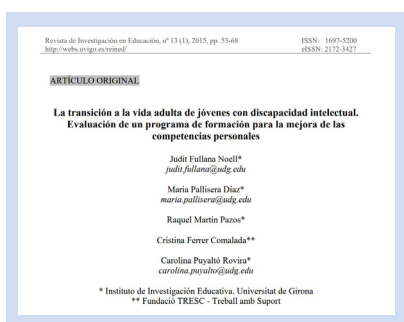 Revista de Investigación en Educación, nº 13 (1), 2015, pp. 53-68 ISSN: 1697-5200
http://webs.uvigo.es/reined/ eISSN: 2172-3427
ARTÍCULO ORIGINAL
La transición a la vida adulta de jóvenes con discapacidad intelectual.
Evaluación de un programa de formación para la mejora de las
competencias personales
Judit Fullana Noell*
judit.fullana@udg.edu
Maria Pallisera Díaz*
maria.pallisera@udg.edu
Raquel Martín Pazos*
Cristina Ferrer Comalada**
Carolina Puyaltó Rovira*
carolina.puyalto@udg.edu
* Instituto de Investigación Educativa. Universitat de Girona
** Fundació TRESC - Treball amb Suport